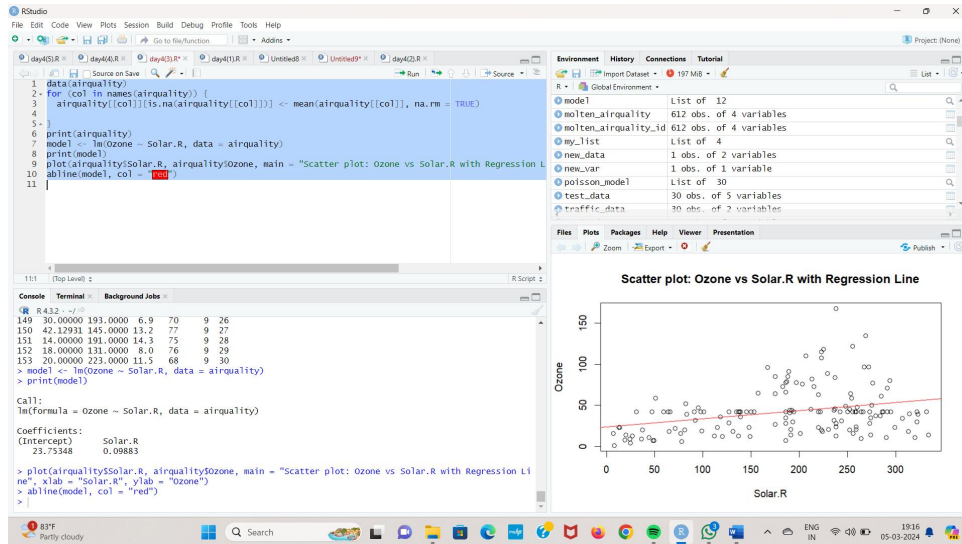 RStudio
File Edit Code View Plots Session Build Debug Profile Tools Help
Go to file/function Addins Project: (None)
day4(5).R day4(4).R day4(3).R* day4(1).R Untitled8 Untitled9* day4(2).R
Source on Save Run Source
1 data(airquality)
2 for (col in names(airquality)) {
3 airquality[[col]][is.na(airquality[[col]])] <- mean(airquality[[col]], na.rm = TRUE)
4
5 }
6 print(airquality)
7 model <- lm(Ozone ~ Solar.R, data = airquality)
8 print(model)
9 plot(airquality$Solar.R, airquality$Ozone, main = "Scatter plot: Ozone vs Solar.R with Regression L
10 abline(model, col = "red")
11
11:1 (Top Level) R Script
Console Terminal Background Jobs
R 4.3.2 · ~/
149 30.00000 193.0000 6.9 70 9 26
150 42.12931 145.0000 13.2 77 9 27
151 14.00000 191.0000 14.3 75 9 28
152 18.00000 131.0000 8.0 76 9 29
153 20.00000 223.0000 11.5 68 9 30
> model <- lm(Ozone ~ Solar.R, data = airquality)
> print(model)
Call:
lm(formula = Ozone ~ Solar.R, data = airquality)
Coefficients:
(Intercept) Solar.R
23.75348 0.09883
> plot(airquality$Solar.R, airquality$Ozone, main = "Scatter plot: Ozone vs Solar.R with Regression Li
ne", xlab = "Solar.R", ylab = "Ozone")
> abline(model, col = "red")
>
Environment History Connections Tutorial
Import Dataset 197 MiB List
R Global Environment
model List of 12
molten_airquality 612 obs. of 4 variables
molten_airquality_id 612 obs. of 4 variables
my_list List of 4
new_data 1 obs. of 2 variables
new_var 1 obs. of 1 variable
poisson_model List of 30
test_data 30 obs. of 5 variables
traffic_data 30 obs. of 2 variables
Files Plots Packages Help Viewer Presentation
Zoom Export Publish
Scatter plot: Ozone vs Solar.R with Regression Line
Ozone
150
100
50
0
0 50 100 150 200 250 300
Solar.R
83°F
Partly cloudy
Search
ENG
IN
19:16
05-03-2024